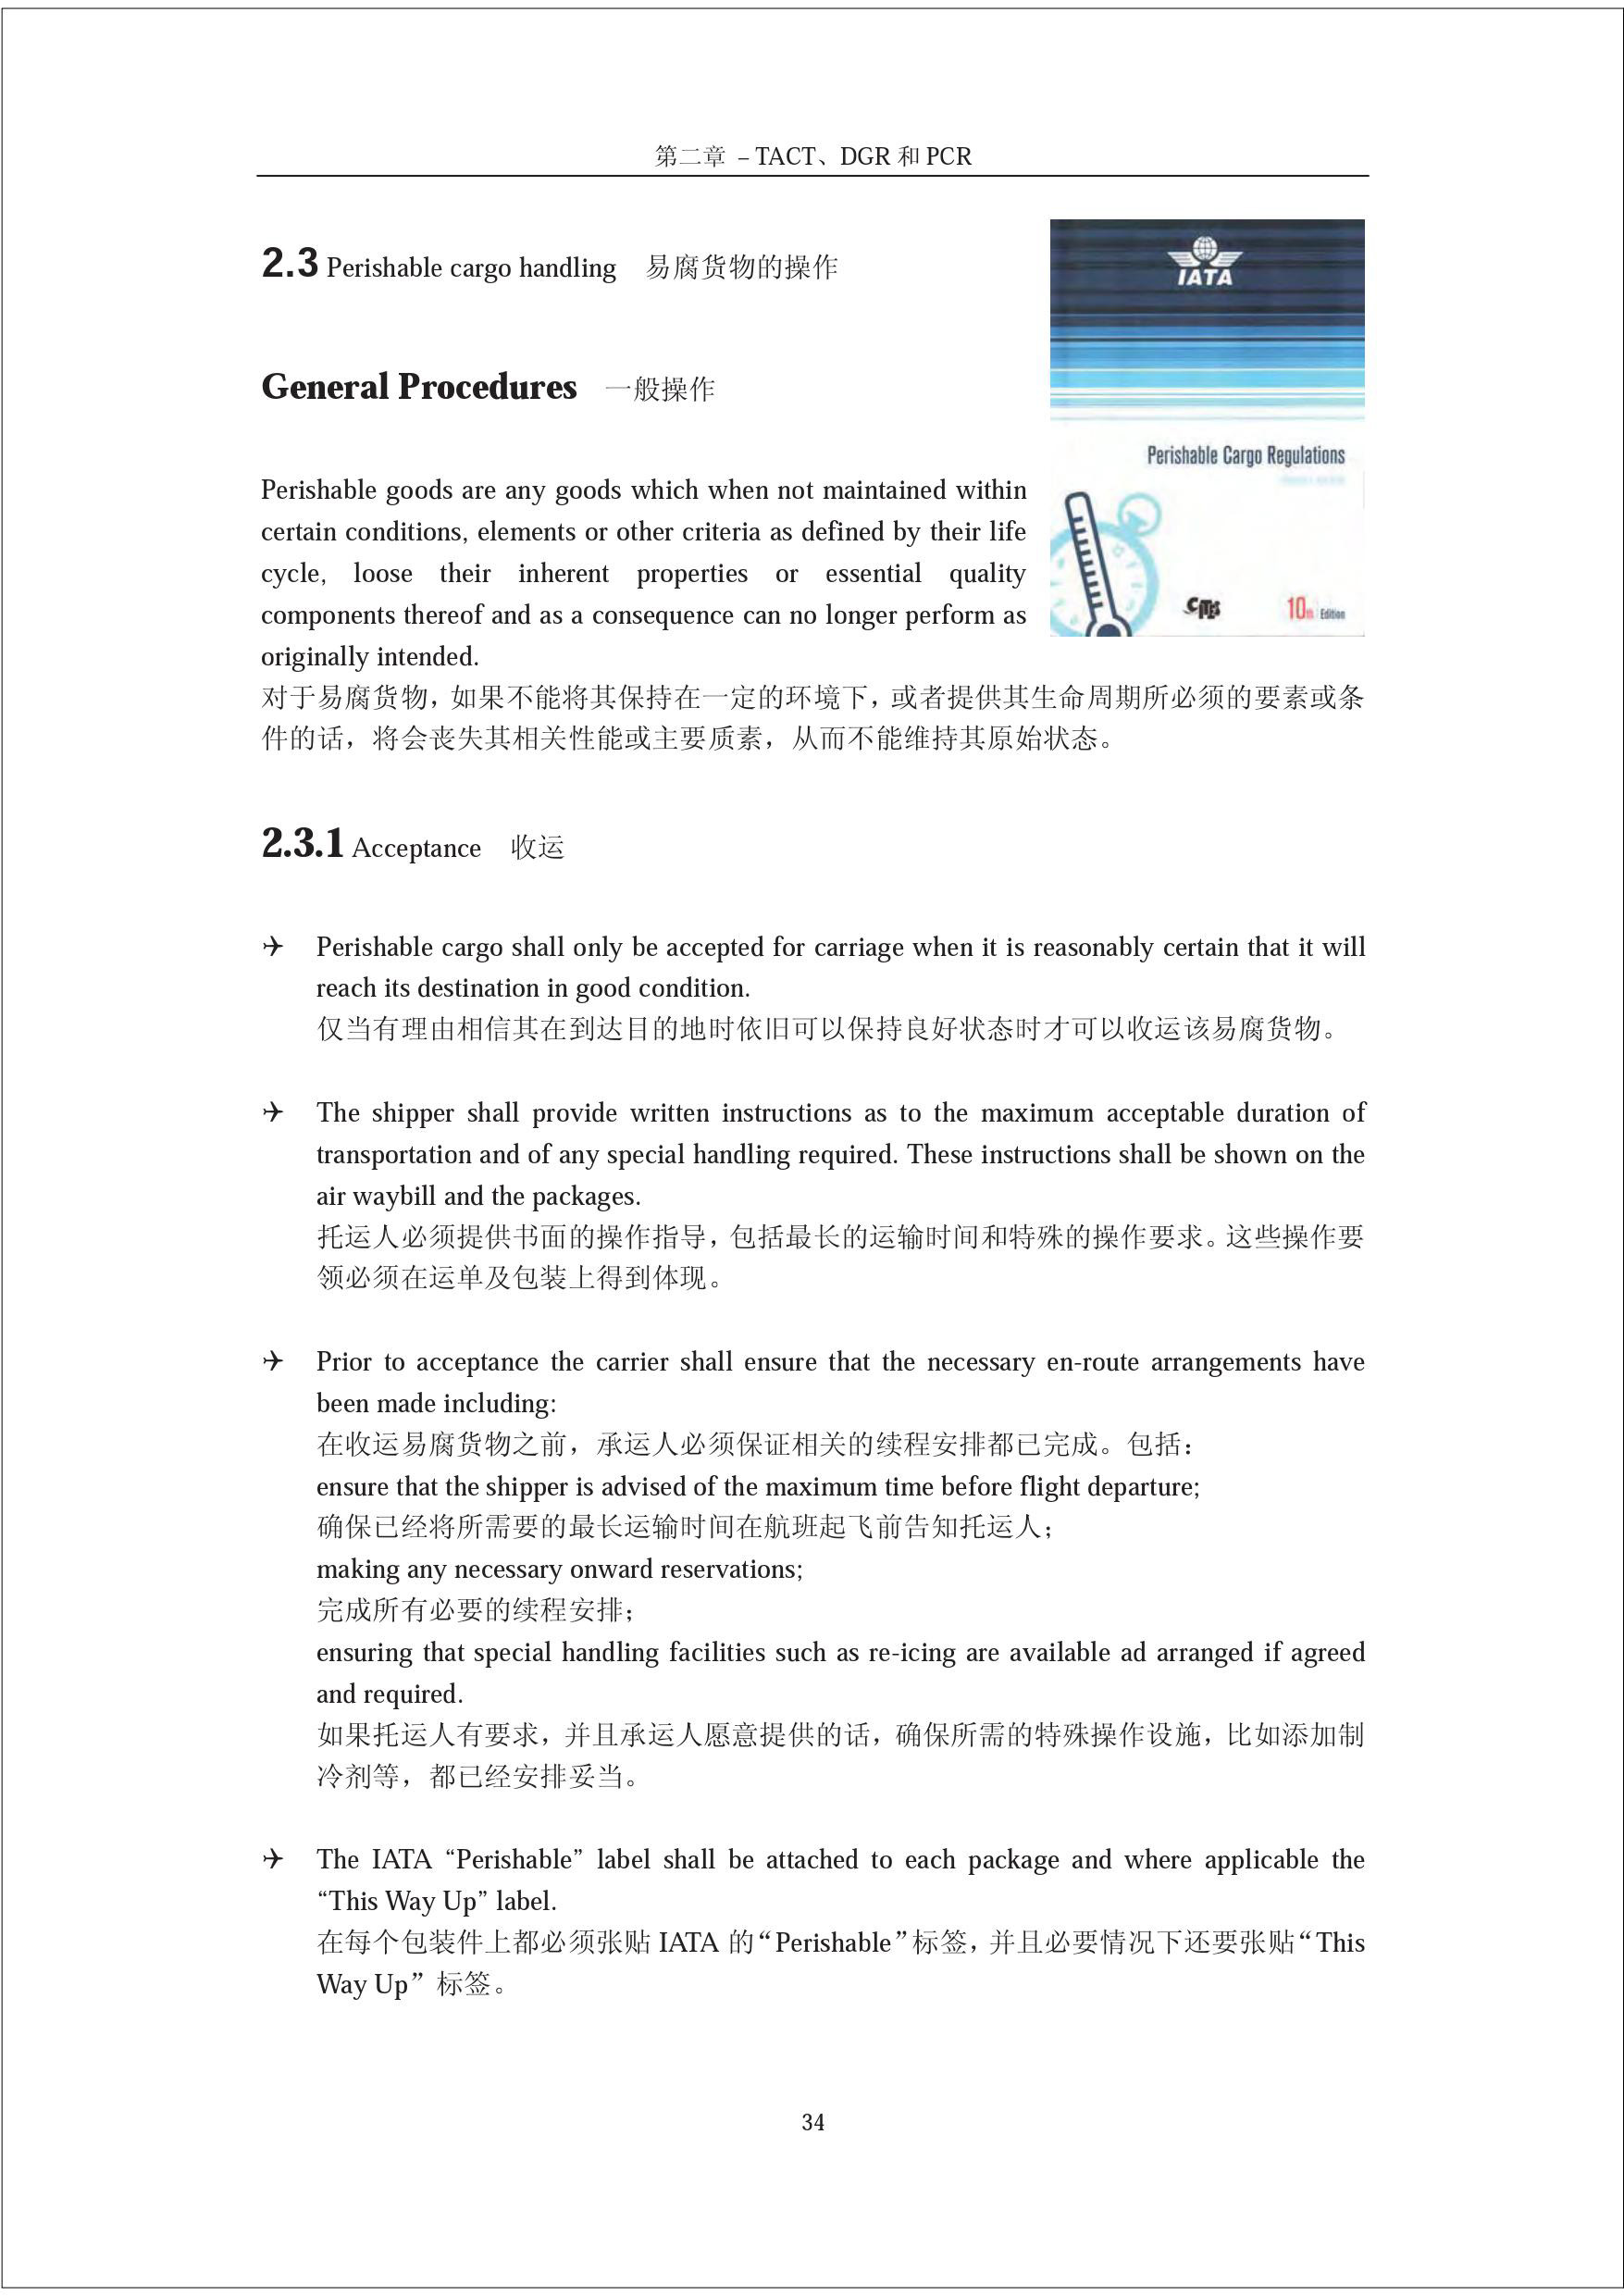 第二章 – TACT、DGR 和 PCR
2.3 Perishable cargo handling 易腐货物的操作
IATA
General Procedures 一般操作
Perishable Cargo Regulations
Perishable goods are any goods which when not maintained within
certain conditions, elements or other criteria as defined by their life
cycle, loose their inherent properties or essential quality
components thereof and as a consequence can no longer perform as
originally intended.
CITES
10th Edition
对于易腐货物，如果不能将其保持在一定的环境下，或者提供其生命周期所必须的要素或条
件的话，将会丧失其相关性能或主要质素，从而不能维持其原始状态。
2.3.1 Acceptance 收运
Perishable cargo shall only be accepted for carriage when it is reasonably certain that it will
reach its destination in good condition.
仅当有理由相信其在到达目的地时依旧可以保持良好状态时才可以收运该易腐货物。
The shipper shall provide written instructions as to the maximum acceptable duration of
transportation and of any special handling required. These instructions shall be shown on the
air waybill and the packages.
托运人必须提供书面的操作指导，包括最长的运输时间和特殊的操作要求。这些操作要
领必须在运单及包装上得到体现。
Prior to acceptance the carrier shall ensure that the necessary en-route arrangements have
been made including:
在收运易腐货物之前，承运人必须保证相关的续程安排都已完成。包括：
ensure that the shipper is advised of the maximum time before flight departure;
确保已经将所需要的最长运输时间在航班起飞前告知托运人；
making any necessary onward reservations;
完成所有必要的续程安排；
ensuring that special handling facilities such as re-icing are available ad arranged if agreed
and required.
如果托运人有要求，并且承运人愿意提供的话，确保所需的特殊操作设施，比如添加制
冷剂等，都已经安排妥当。
The IATA “Perishable” label shall be attached to each package and where applicable the
“This Way Up” label.
在每个包装件上都必须张贴 IATA 的“Perishable”标签，并且必要情况下还要张贴“This
Way Up”标签。
34